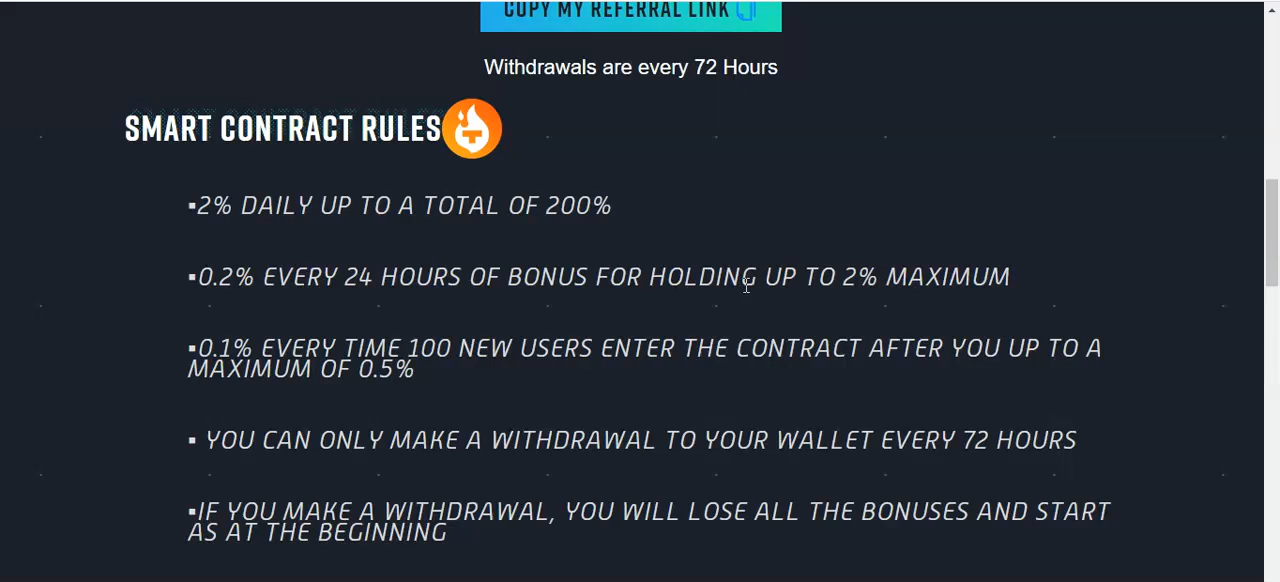 COPY MY REFERRAL LINK
Withdrawals are every 72 Hours
SMART CONTRACT RULES
▪2% DAILY UP TO A TOTAL OF 200%
▪0.2% EVERY 24 HOURS OF BONUS FOR HOLDING UP TO 2% MAXIMUM
▪0.1% EVERY TIME 100 NEW USERS ENTER THE CONTRACT AFTER YOU UP TO A
MAXIMUM OF 0.5%
▪ YOU CAN ONLY MAKE A WITHDRAWAL TO YOUR WALLET EVERY 72 HOURS
▪IF YOU MAKE A WITHDRAWAL, YOU WILL LOSE ALL THE BONUSES AND START
AS AT THE BEGINNING